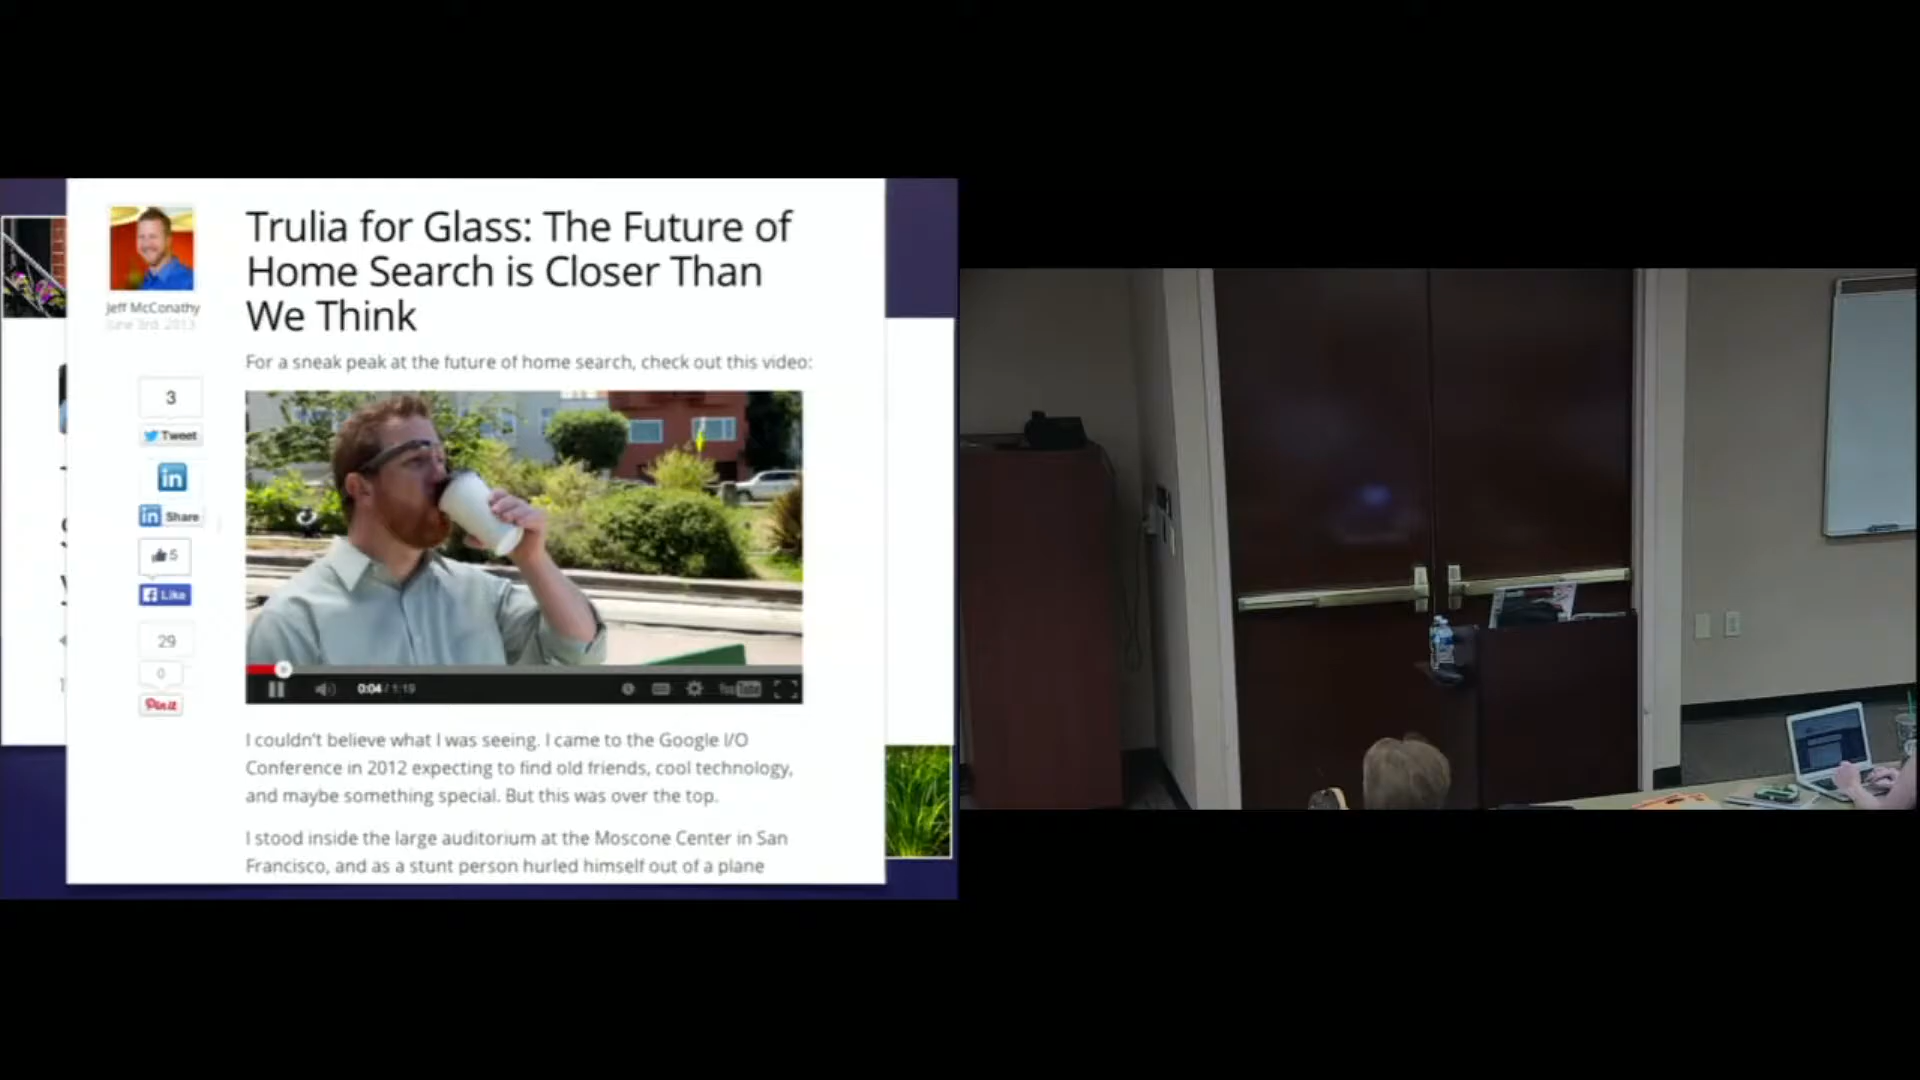 Trulia for Glass: The Future of
Home Search is Closer Than
We Think
Jeff McConathy
June 3rd, 2013
For a sneak peak at the future of home search, check out this video:
3
Tweet
in
in Share
5
Like
29
0
Pin it
0:04 / 1:19
YouTube
I couldn't believe what I was seeing. I came to the Google I/O
Conference in 2012 expecting to find old friends, cool technology,
and maybe something special. But this was over the top.
I stood inside the large auditorium at the Moscone Center in San
Francisco, and as a stunt person hurled himself out of a plane